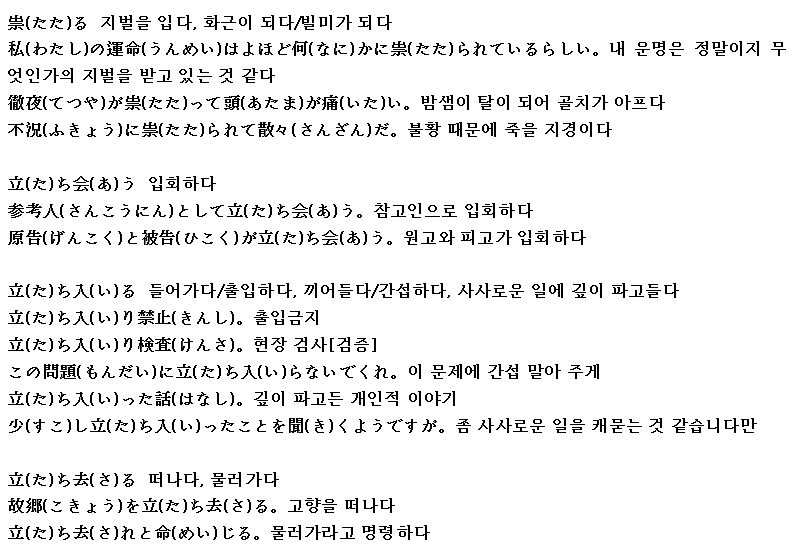 祟(たた)る 지벌을 입다, 화근이 되다/빌미가 되다
私(わたし)の運命(うんめい)はよほど何(なに)かに祟(たた)られているらしい。내 운명은 정말이지 무
엇인가의 지벌을 받고 있는 것 같다
徹夜(てつや)が祟(たた)って頭(あたま)が痛(いた)い。밤샘이 탈이 되어 골치가 아프다
不況(ふきょう)に祟(たた)られて散々(さんざん)だ。불황 때문에 죽을 지경이다
立(た)ち会(あ)う 입회하다
参考人(さんこうにん)として立(た)ち会(あ)う。참고인으로 입회하다
原告(げんこく)と被告(ひこく)が立(た)ち会(あ)う。원고와 피고가 입회하다
立(た)ち入(い)る 들어가다/출입하다, 끼어들다/간섭하다, 사사로운 일에 깊이 파고들다
立(た)ち入(い)り禁止(きんし)。출입금지
立(た)ち入(い)り検査(けんさ)。현장 검사[검증]
この問題(もんだい)に立(た)ち入(い)らないでくれ。이 문제에 간섭 말아 주게
立(た)ち入(い)った話(はなし)。깊이 파고든 개인적 이야기
少(すこ)し立(た)ち入(い)ったことを聞(き)くようですが。좀 사사로운 일을 캐묻는 것 같습니다만
立(た)ち去(さ)る 떠나다, 물러가다
故郷(こきょう)を立(た)ち去(さ)る。고향을 떠나다
立(た)ち去(さ)れと命(めい)じる。물러가라고 명령하다